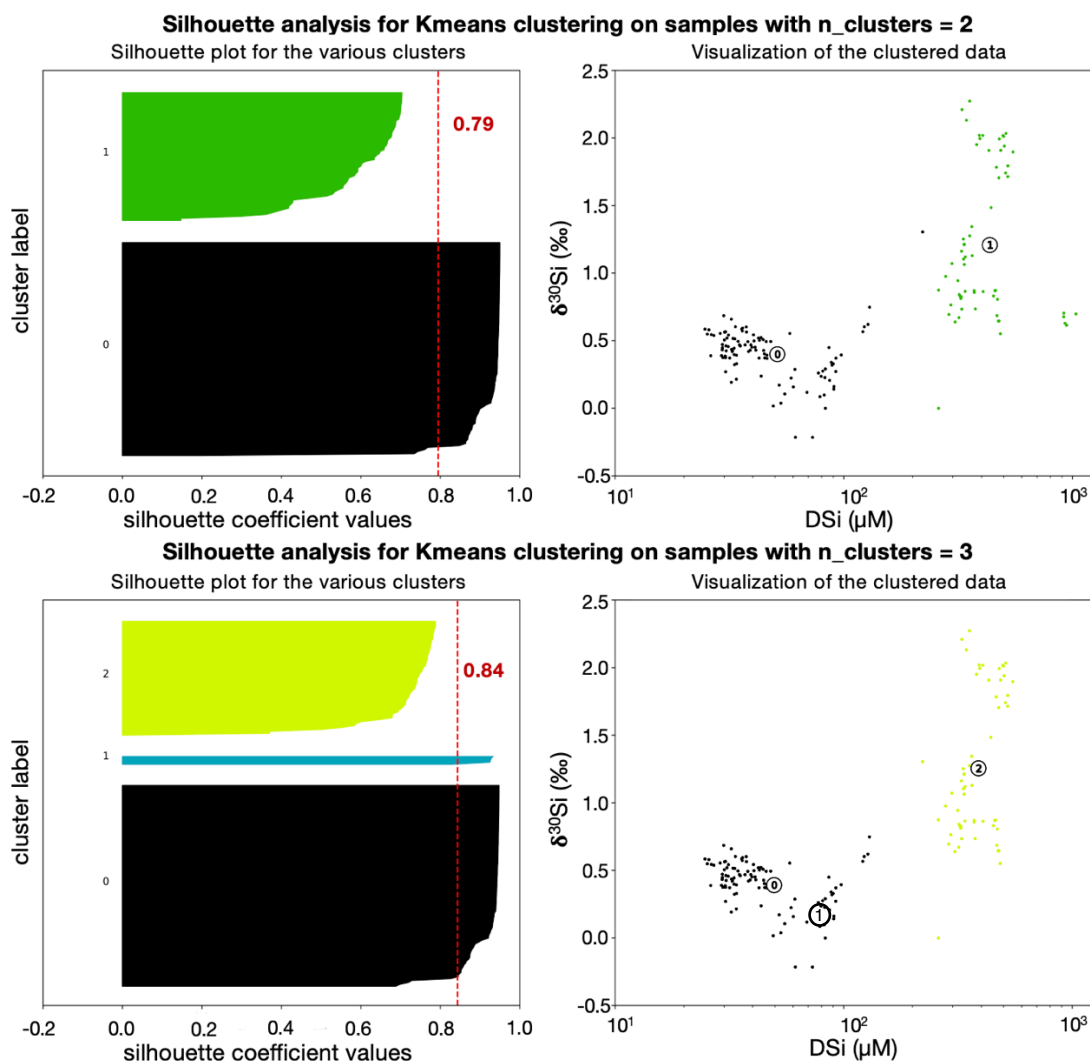 Silhouette analysis for Kmeans clustering on samples with n_clusters = 2
Silhouette plot for the various clusters
0.79
1
0
cluster label
-0.2 0.0 0.2 0.4 0.6 0.8 1.0
silhouette coefficient values
Visualization of the clustered data
2.5
2.0
1.5
1.0
0.5
0.0
-0.5
δ³⁰Si (‰)
1
0
10¹ 10² 10³
DSi (µM)
Silhouette analysis for Kmeans clustering on samples with n_clusters = 3
Silhouette plot for the various clusters
0.84
2
1
0
cluster label
-0.2 0.0 0.2 0.4 0.6 0.8 1.0
silhouette coefficient values
Visualization of the clustered data
2.5
2.0
1.5
1.0
0.5
0.0
-0.5
δ³⁰Si (‰)
2
0
1
10¹ 10² 10³
DSi (µM)